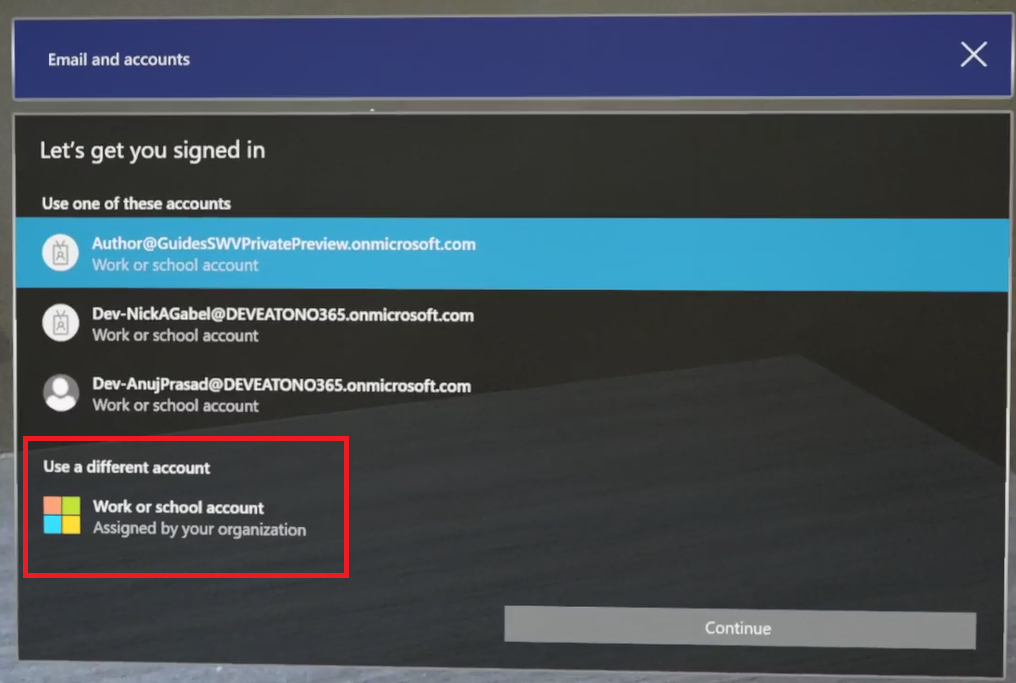 Email and accounts
Let's get you signed in
Use one of these accounts
Author@GuidesSWVPrivatePreview.onmicrosoft.com
Work or school account
Dev-NickAGabel@DEVEATONO365.onmicrosoft.com
Work or school account
Dev-AnujPrasad@DEVEATONO365.onmicrosoft.com
Work or school account
Use a different account
Work or school account
Assigned by your organization
Continue